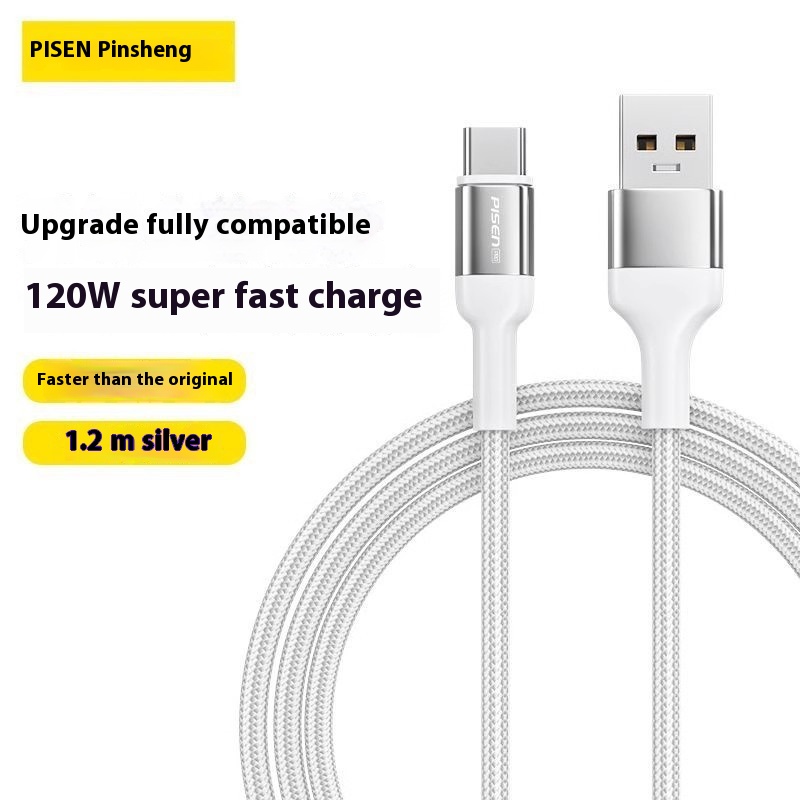 PISEN Pinsheng
Upgrade fully compatible
120W super fast charge
Faster than the original
1.2 m silver
PISEN